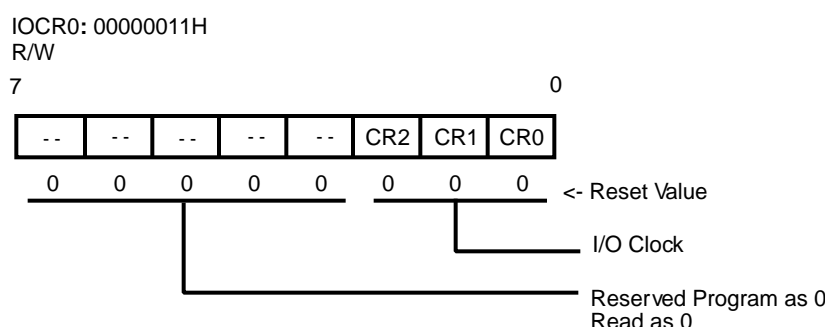 IOCR0: 00000011H
R/W
7 0
-- -- -- -- -- CR2 CR1 CR0
0 0 0 0 0 0 0 0 <- Reset Value
I/O Clock
Reserved Program as 0
Read as 0